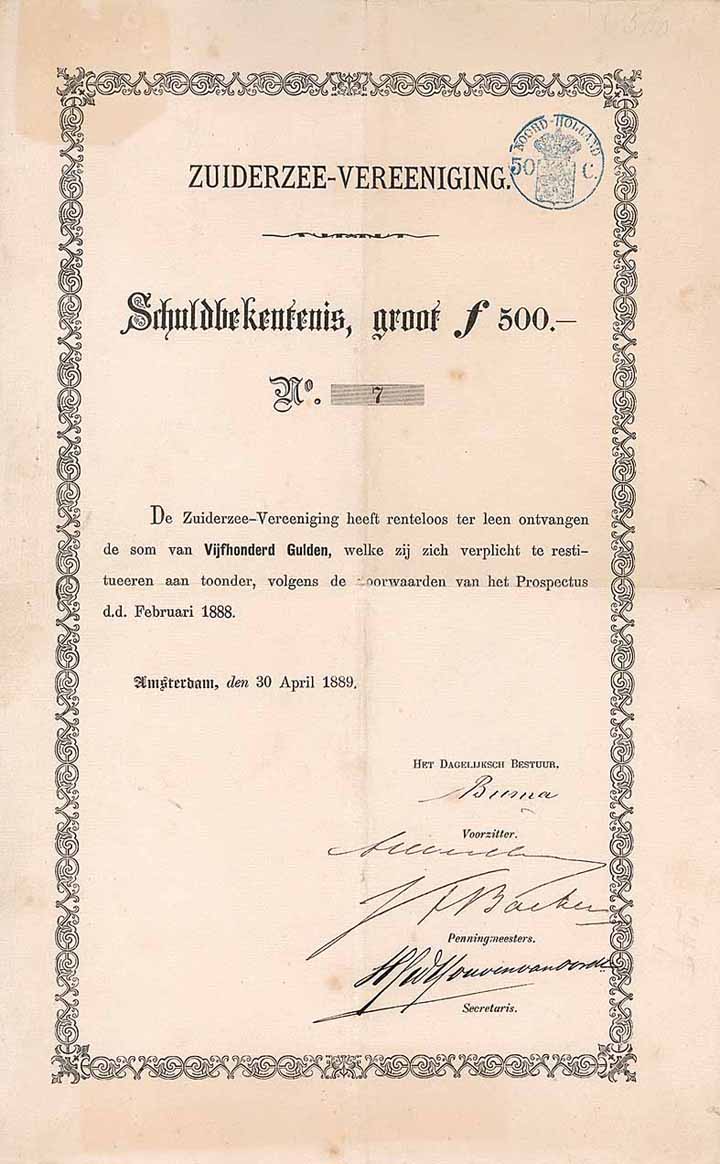 NOORD-HOLLAND
50 C.
ZUIDERZEE-VEREENIGING.
Schuldbekentenis, groot ƒ 500.—
No. 7
De Zuiderzee-Vereeniging heeft renteloos ter leen ontvangen
de som van Vijfhonderd Gulden, welke zij zich verplicht te resti-
tueeren aan toonder, volgens de voorwaarden van het Prospectus
d.d. Februari 1888.
Amsterdam, den 30 April 1889.
HET DAGELIJKSCH BESTUUR,
Buma
Voorzitter.
Penningmeesters.
Secretaris.